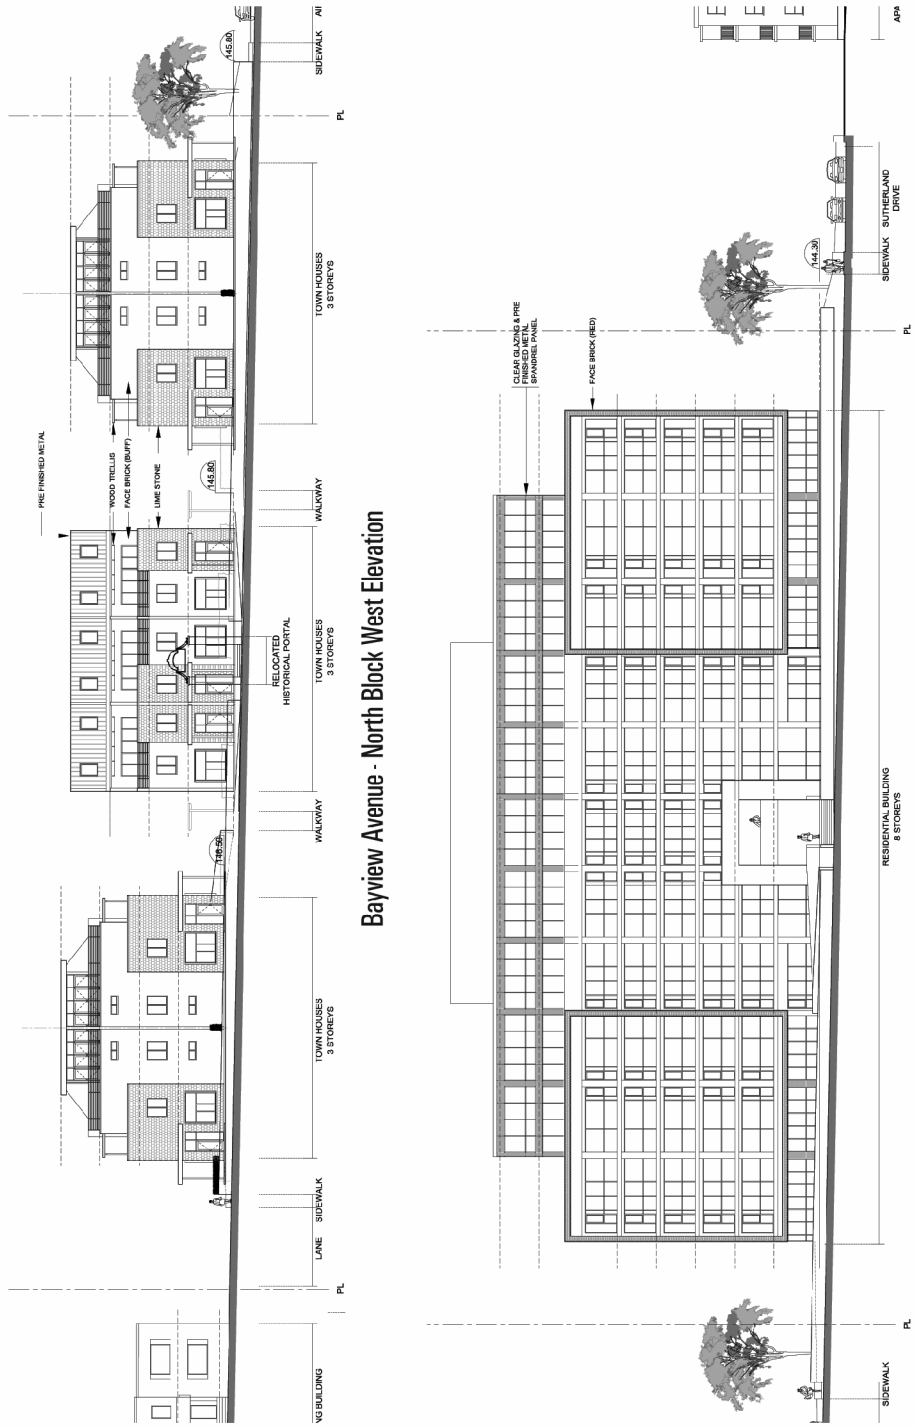 PRE FINISHED METAL
WOOD TRELLIS
FACE BRICK (BUFF)
LIME STONE
146.50
145.80
145.80
RELOCATED
HISTORICAL PORTAL
NG BUILDING
LANE
SIDEWALK
TOWN HOUSES
3 STOREYS
WALKWAY
TOWN HOUSES
3 STOREYS
WALKWAY
TOWN HOUSES
3 STOREYS
SIDEWALK
PL
PL
Bayview Avenue - North Block West Elevation
CLEAR GLAZING & PRE
FINISHED METAL
SPANDREL PANEL
FACE BRICK (RED)
144.30
SIDEWALK
RESIDENTIAL BUILDING
8 STOREYS
SIDEWALK
SUTHERLAND
DRIVE
APA
PL
PL